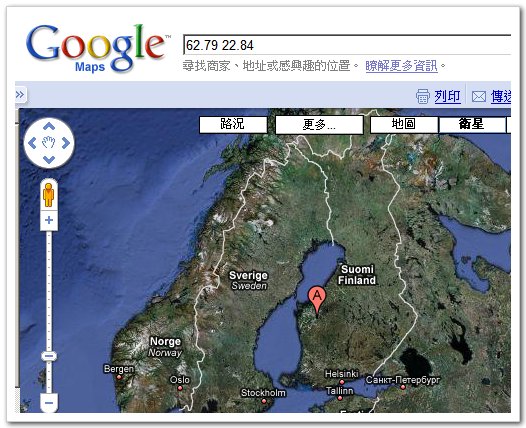 Google™
Maps
62.79 22.84
尋找商家、地址或感興趣的位置。 瞭解更多資訊。
»
列印
傳送
路況
更多...
地圖
衛星
Sverige
Sweden
Suomi
Finland
A
Norge
Norway
Bergen
Oslo
Stockholm
Helsinki
Tallinn
Санкт-Петербург